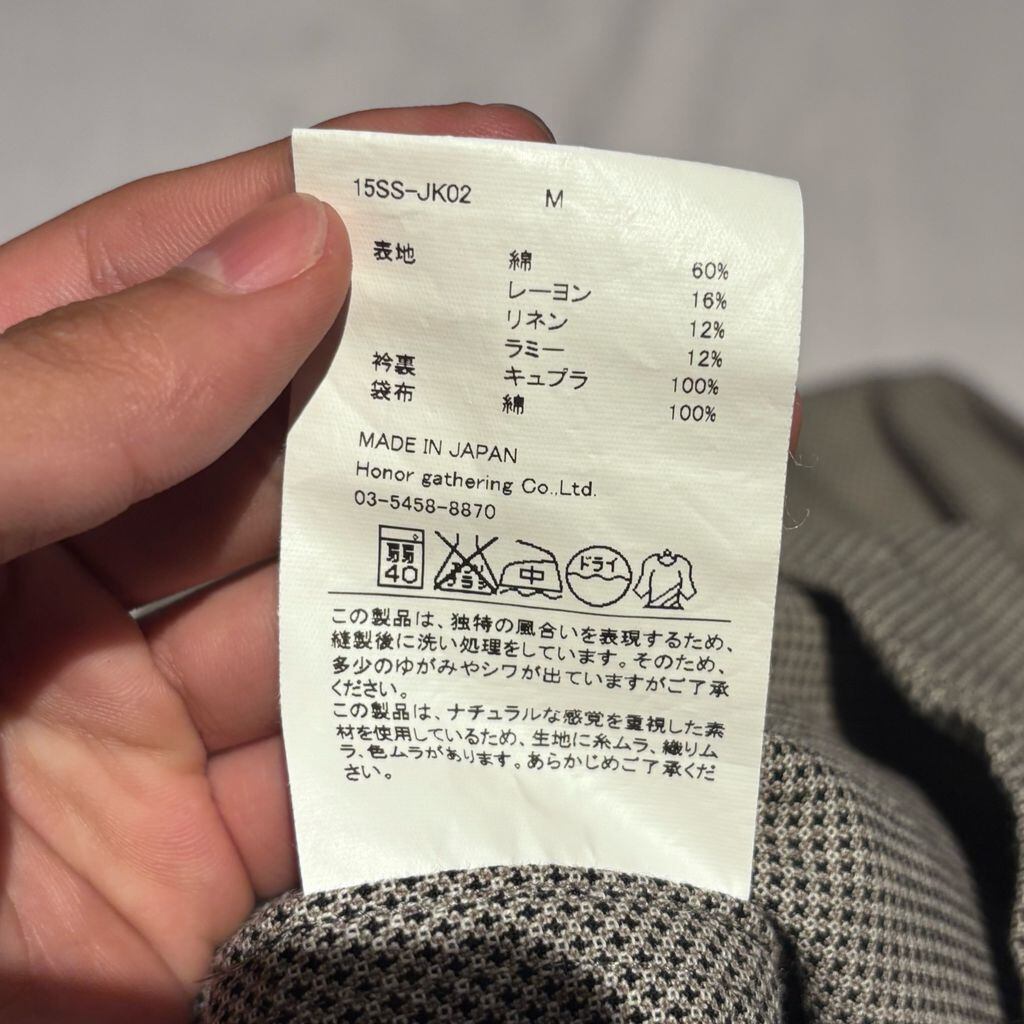 15SS-JK02 M
表地 綿 60%
レーヨン 16%
リネン 12%
ラミー 12%
衿裏 キュプラ 100%
袋布 綿 100%
MADE IN JAPAN
Honor gathering Co.,Ltd.
03-5458-8870
弱 40 エンソ サラシ 中 ドライ
この製品は、独特の風合いを表現するため、
縫製後に洗い処理をしています。そのため、
多少のゆがみやシワが出ていますがご了承
ください。
この製品は、ナチュラルな感覚を重視した素
材を使用しているため、生地に糸ムラ、織りム
ラ、色ムラがあります。あらかじめご了承くだ
さい。